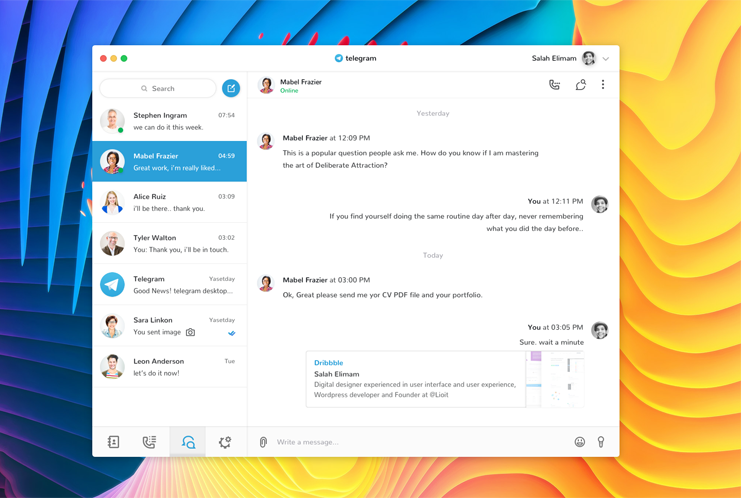 telegram
Salah Elimam
Search
Stephen Ingram 07:54
we can do it this week.
Mabel Frazier 04:59
Great work, i'm really liked...
Alice Ruiz 03:09
i'll be there.. thank you.
Tyler Walton 03:02
You: Thank you, i'll be in touch.
Telegram Yasetday
Good News! telegram desktop...
Sara Linkon Yasetday
You sent image
Leon Anderson Tue
let's do it now!
Mabel Frazier
Online
Yesterday
Mabel Frazier at 12:09 PM
This is a popular question people ask me. How do you know if I am mastering
the art of Deliberate Attraction?
You at 12:11 PM
If you find yourself doing the same routine day after day, never remembering
what you did the day before..
Today
Mabel Frazier at 03:00 PM
Ok, Great please send me yor CV PDF file and your portfolio.
You at 03:05 PM
Sure. wait a minute
Dribbble
Salah Elimam
Digital designer experienced in user interface and user experience,
Wordpress developer and Founder at @Lioit
Write a message...